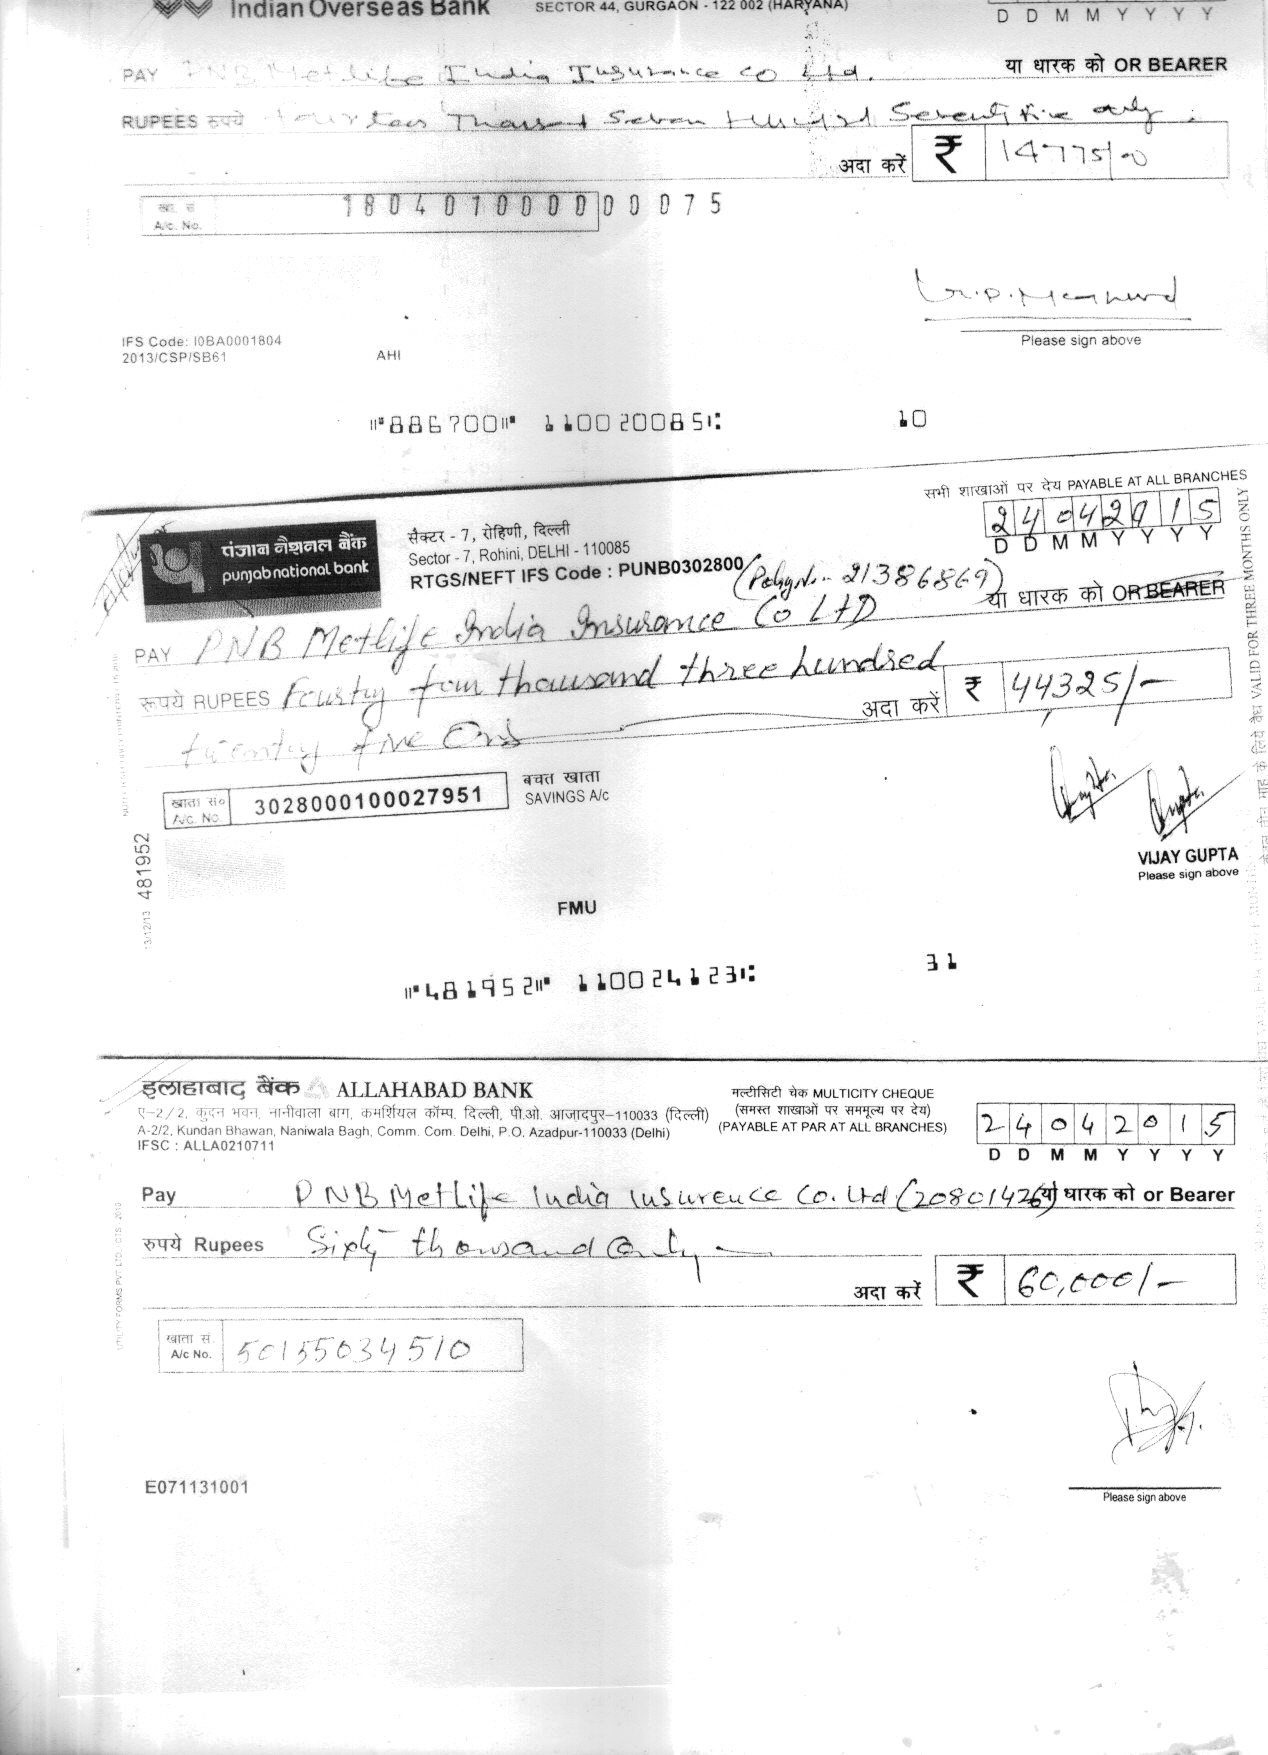 Indian Overseas Bank SECTOR 44, GURGAON - 122 002 (HARYANA)
D D M M Y Y Y Y
PAY PNB Metlife India Insurance co Ltd. या धारक को OR BEARER
RUPEES रुपये Fourteen Thousand Seven Hundred Seventy five only.
अदा करें ₹ 14775/-
खा. सं. A/c. No. 180401000000075
IFS Code: I0BA0001804
2013/CSP/SB61 AHI
Please sign above
⑈886700⑈ 110020085⑆ 10
सभी शाखाओं पर देय PAYABLE AT ALL BRANCHES
24042015
D D M M Y Y Y Y
पंजाब नैशनल बैंक
punjab national bank
सैक्टर - 7, रोहिणी, दिल्ली
Sector - 7, Rohini, DELHI - 110085
RTGS/NEFT IFS Code : PUNB0302800 (Policy No. - 21386869)
PAY PNB Metlife India Insurance Co LTD या धारक को OR BEARER
रूपये RUPEES Fourty four thousand three hundred
अदा करें ₹ 44325/-
twenty five Only
खाता सं० A/C. No. 3028000100027951
बचत खाता
SAVINGS A/c
VIJAY GUPTA
Please sign above
FMU
13/12/13 481952
VALID FOR THREE MONTHS ONLY
⑈481952⑈ 110024123⑆ 31
इलाहाबाद बैंक ALLAHABAD BANK
ए-2/2, कुंदन भवन, नानीवाला बाग, कमर्शियल कॉम्प. दिल्ली, पी.ओ. आजादपुर-110033 (दिल्ली)
A-2/2, Kundan Bhawan, Naniwala Bagh, Comm. Com. Delhi, P.O. Azadpur-110033 (Delhi)
IFSC : ALLA0210711
मल्टीसिटी चेक MULTICITY CHEQUE
(समस्त शाखाओं पर सममूल्य पर देय)
(PAYABLE AT PAR AT ALL BRANCHES)
24042015
D D M M Y Y Y Y
Pay PNB MetLife India Insurence Co. Ltd (20801426) या धारक को or Bearer
रुपये Rupees Sixty thousand Only
अदा करें ₹ 60,000/-
खाता सं. A/c No. 50155034510
E071131001
Please sign above